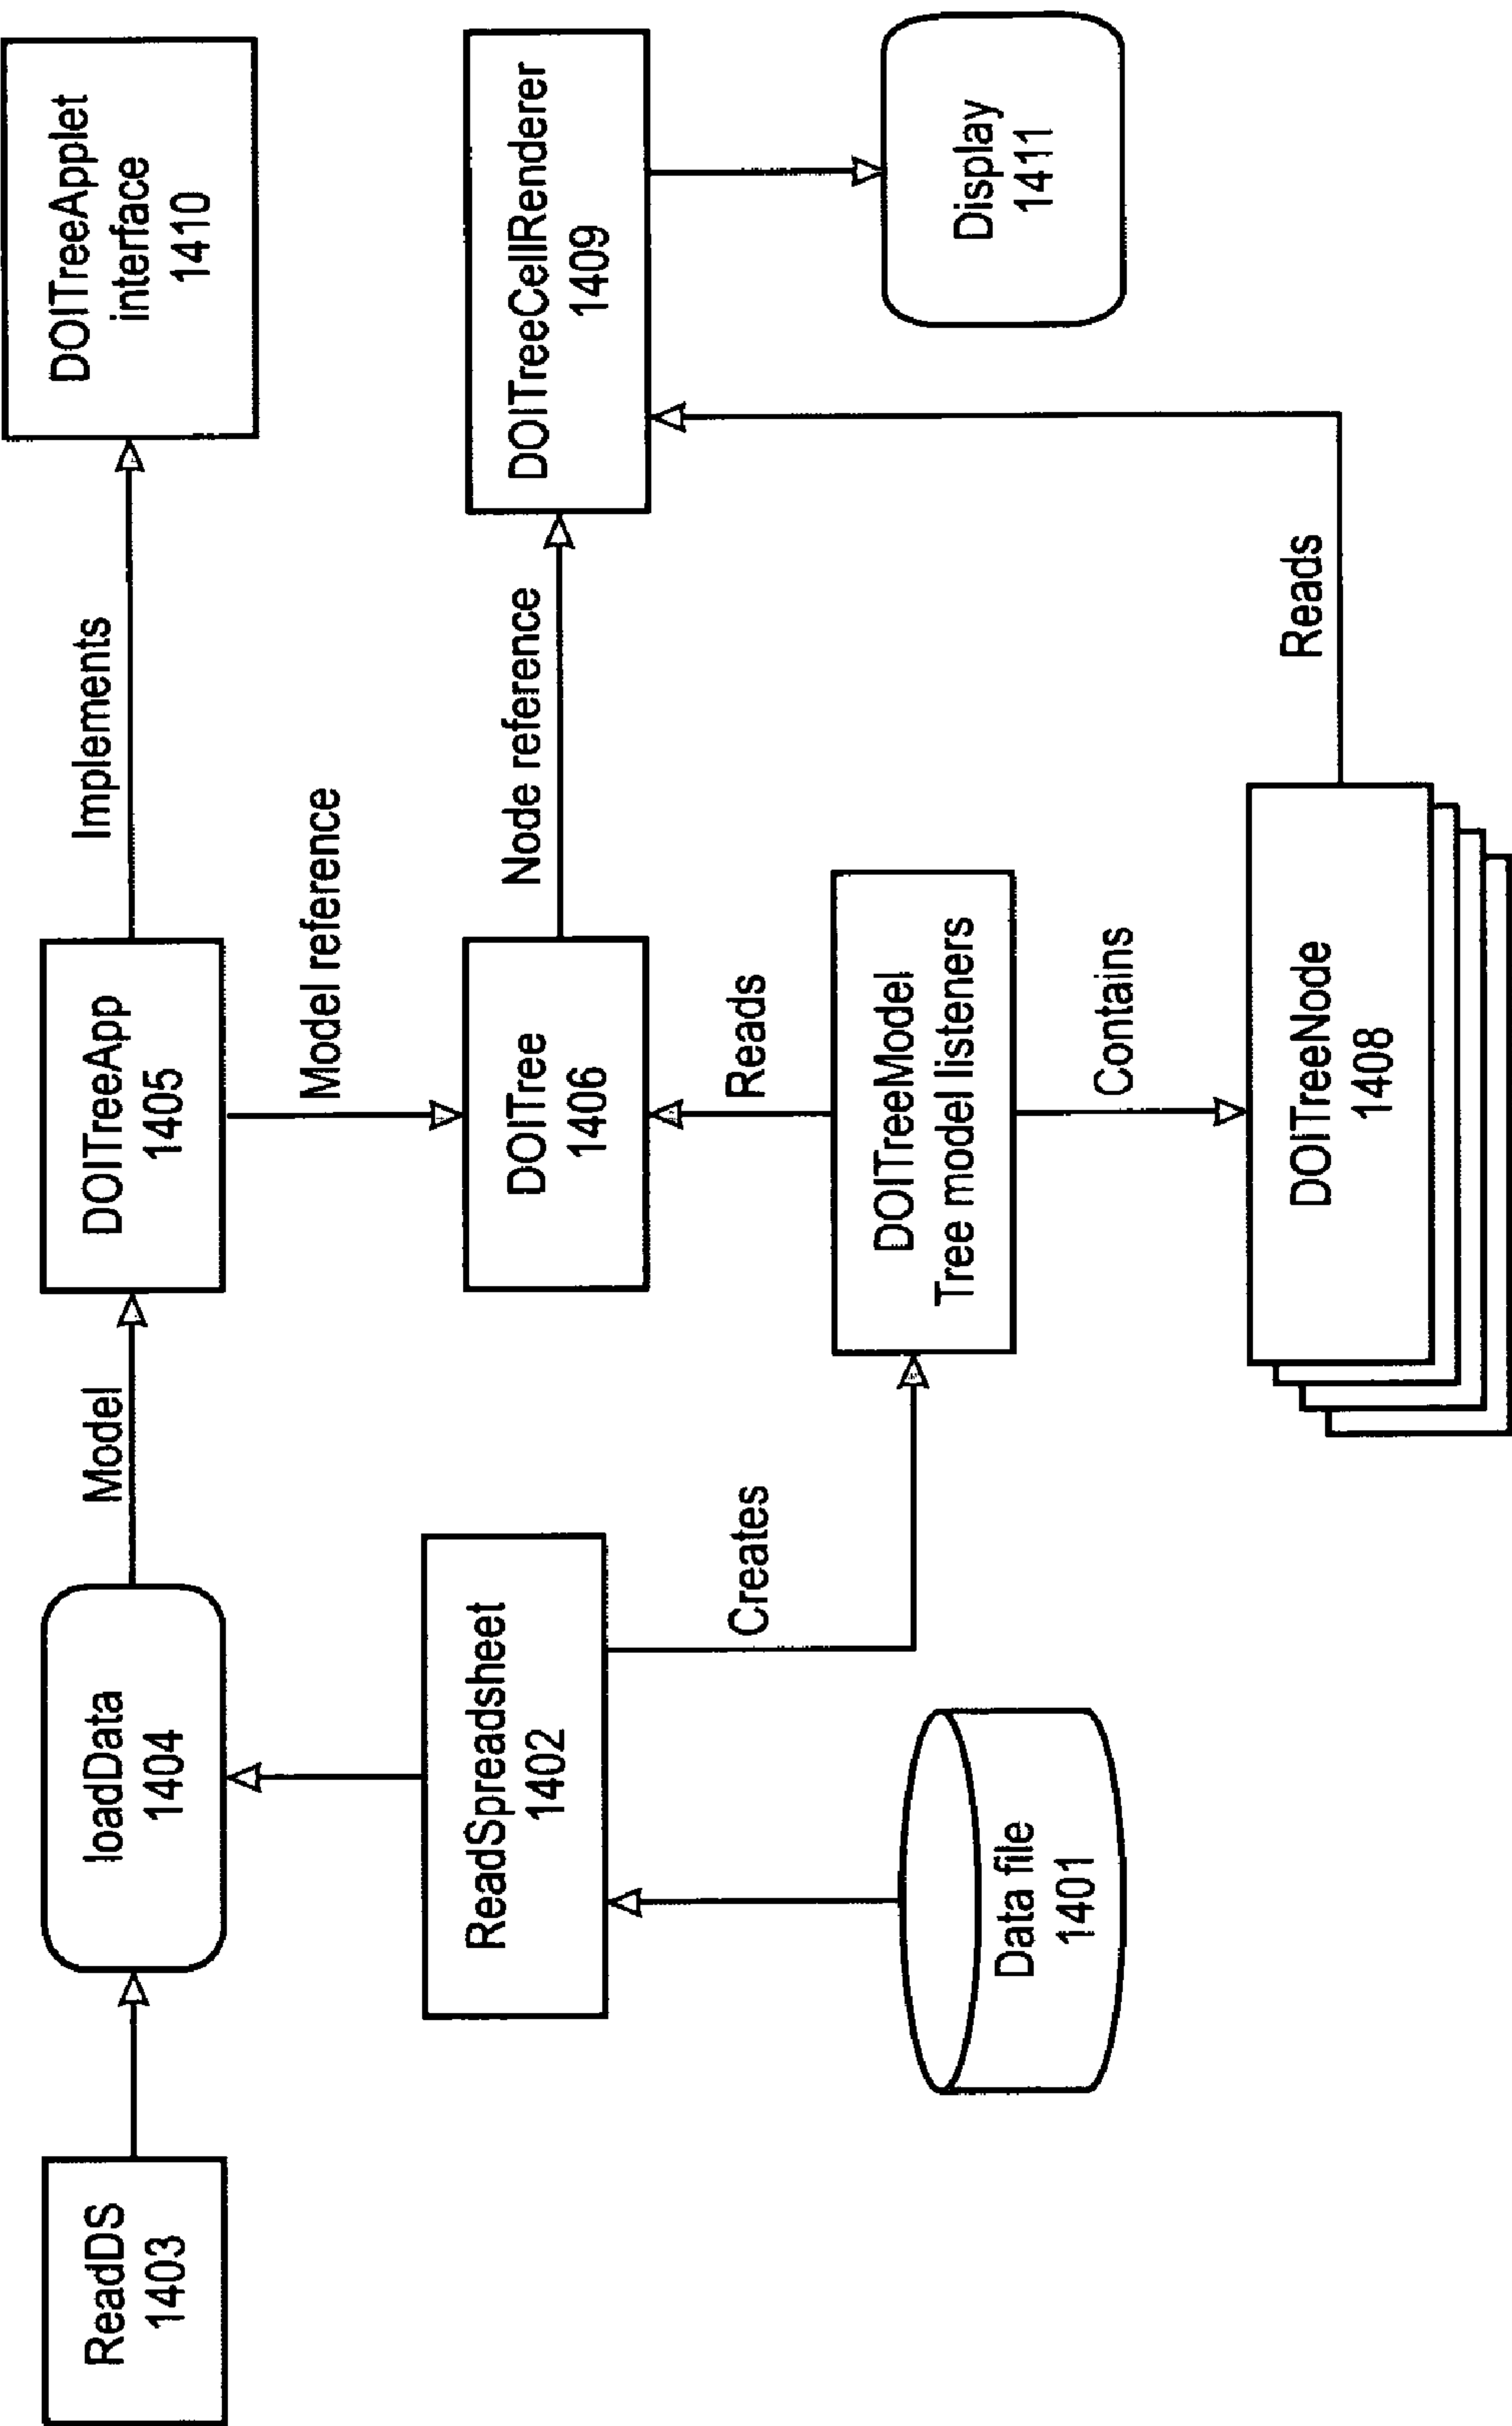 ReadDS
1403
loadData
1404
Model
DOITreeApp
1405
Implements
DOITreeApplet
interface
1410
Model reference
ReadSpreadsheet
1402
DOITree
1406
Node reference
DOITreeCellRenderer
1409
Creates
Reads
Data file
1401
DOITreeModel
Tree model listeners
Display
1411
Contains
DOITreeNode
1408
Reads